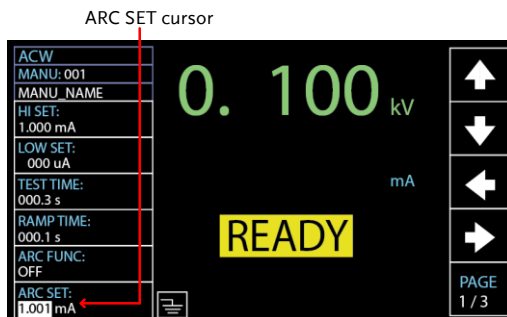 ARC SET cursor
ACW
MANU: 001
MANU_NAME
HI SET:
1.000 mA
LOW SET:
000 uA
TEST TIME:
000.3 s
RAMP TIME:
000.1 s
ARC FUNC:
OFF
ARC SET:
1.001 mA
0. 100 kV
mA
READY
PAGE
1 / 3